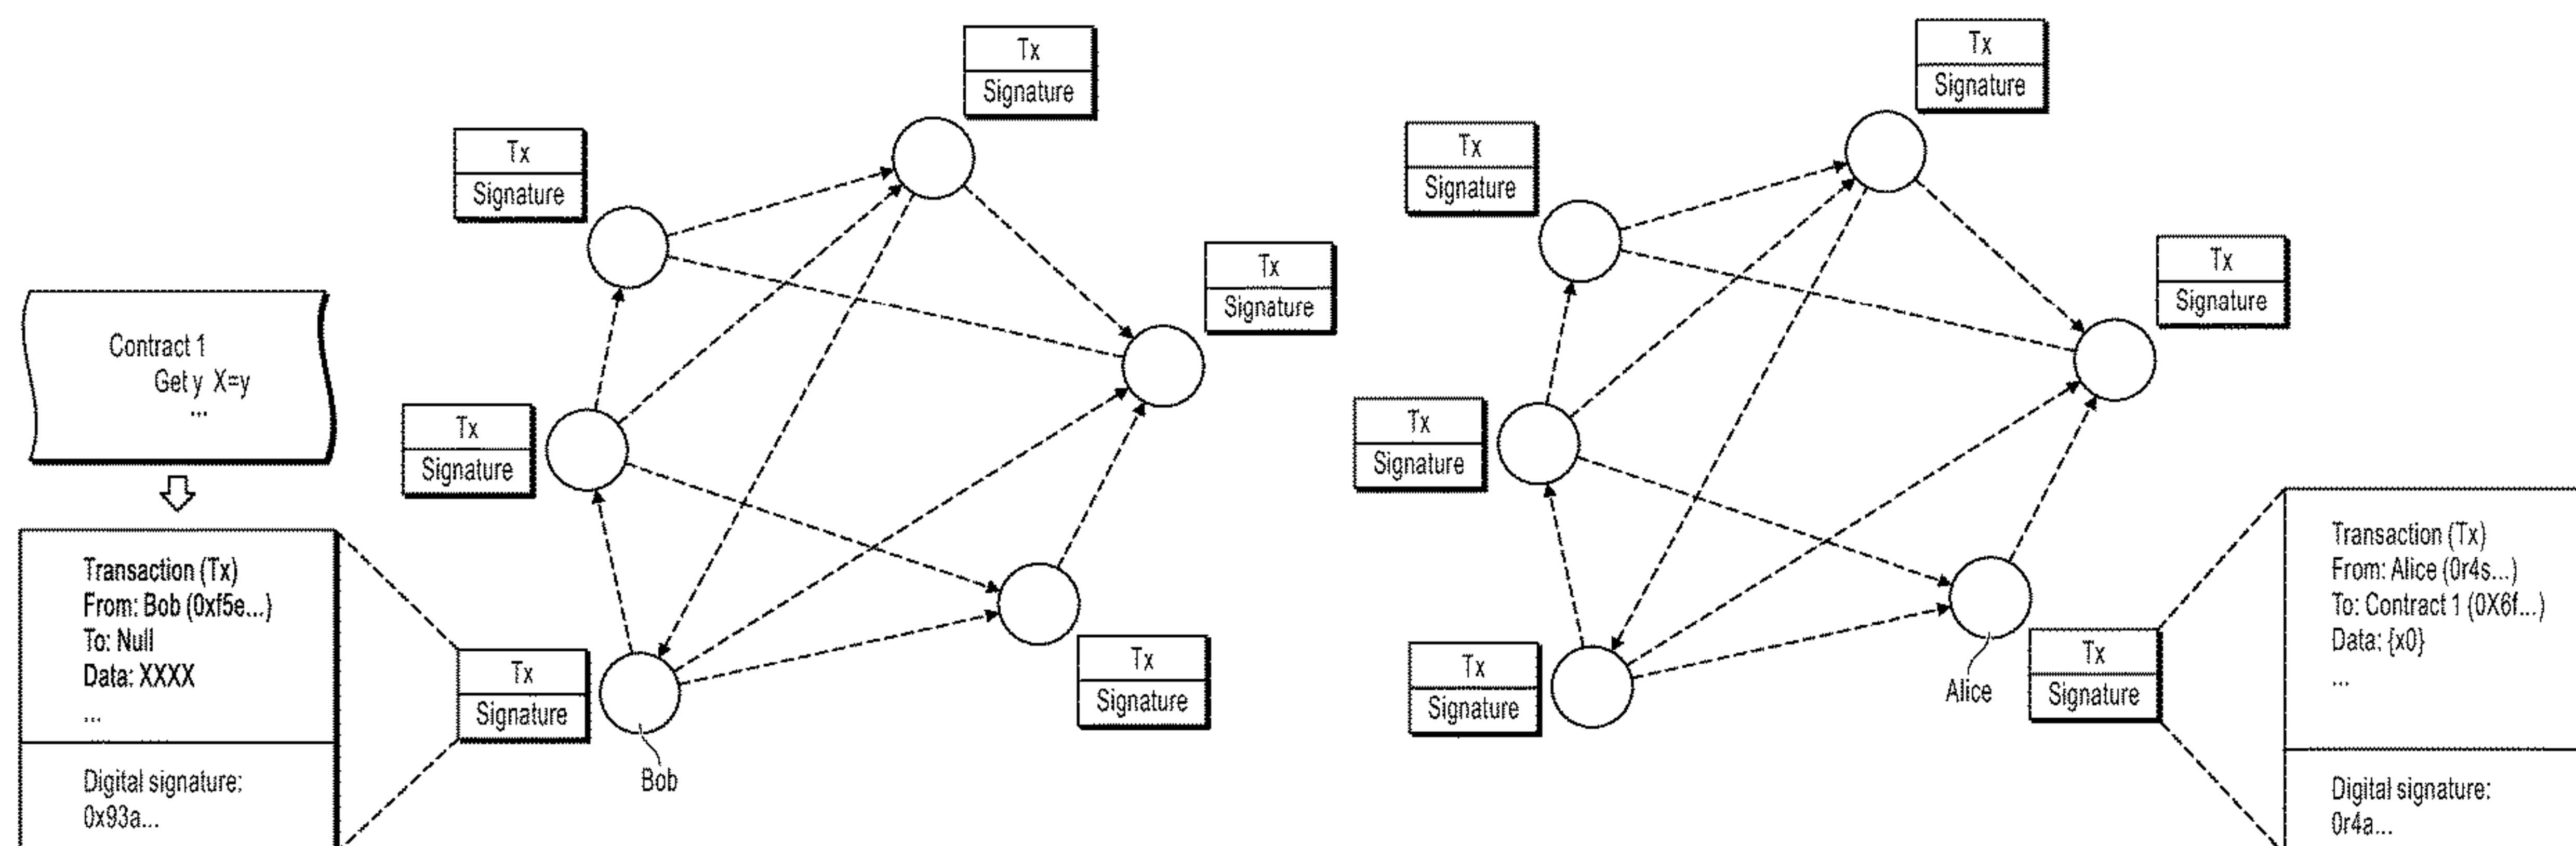 Tx
Signature
Tx
Signature
Tx
Signature
Contract 1
Get y X=y
...
Tx
Signature
Transaction (Tx)
From: Bob (0xf5e...)
To: Null
Data: XXXX
...
Digital signature:
0x93a...
Tx
Signature
Bob
Tx
Signature
Tx
Signature
Tx
Signature
Tx
Signature
Tx
Signature
Tx
Signature
Alice
Tx
Signature
Transaction (Tx)
From: Alice (0r4s...)
To: Contract 1 (0X6f...)
Data: {x0}
...
Digital signature:
0r4a...